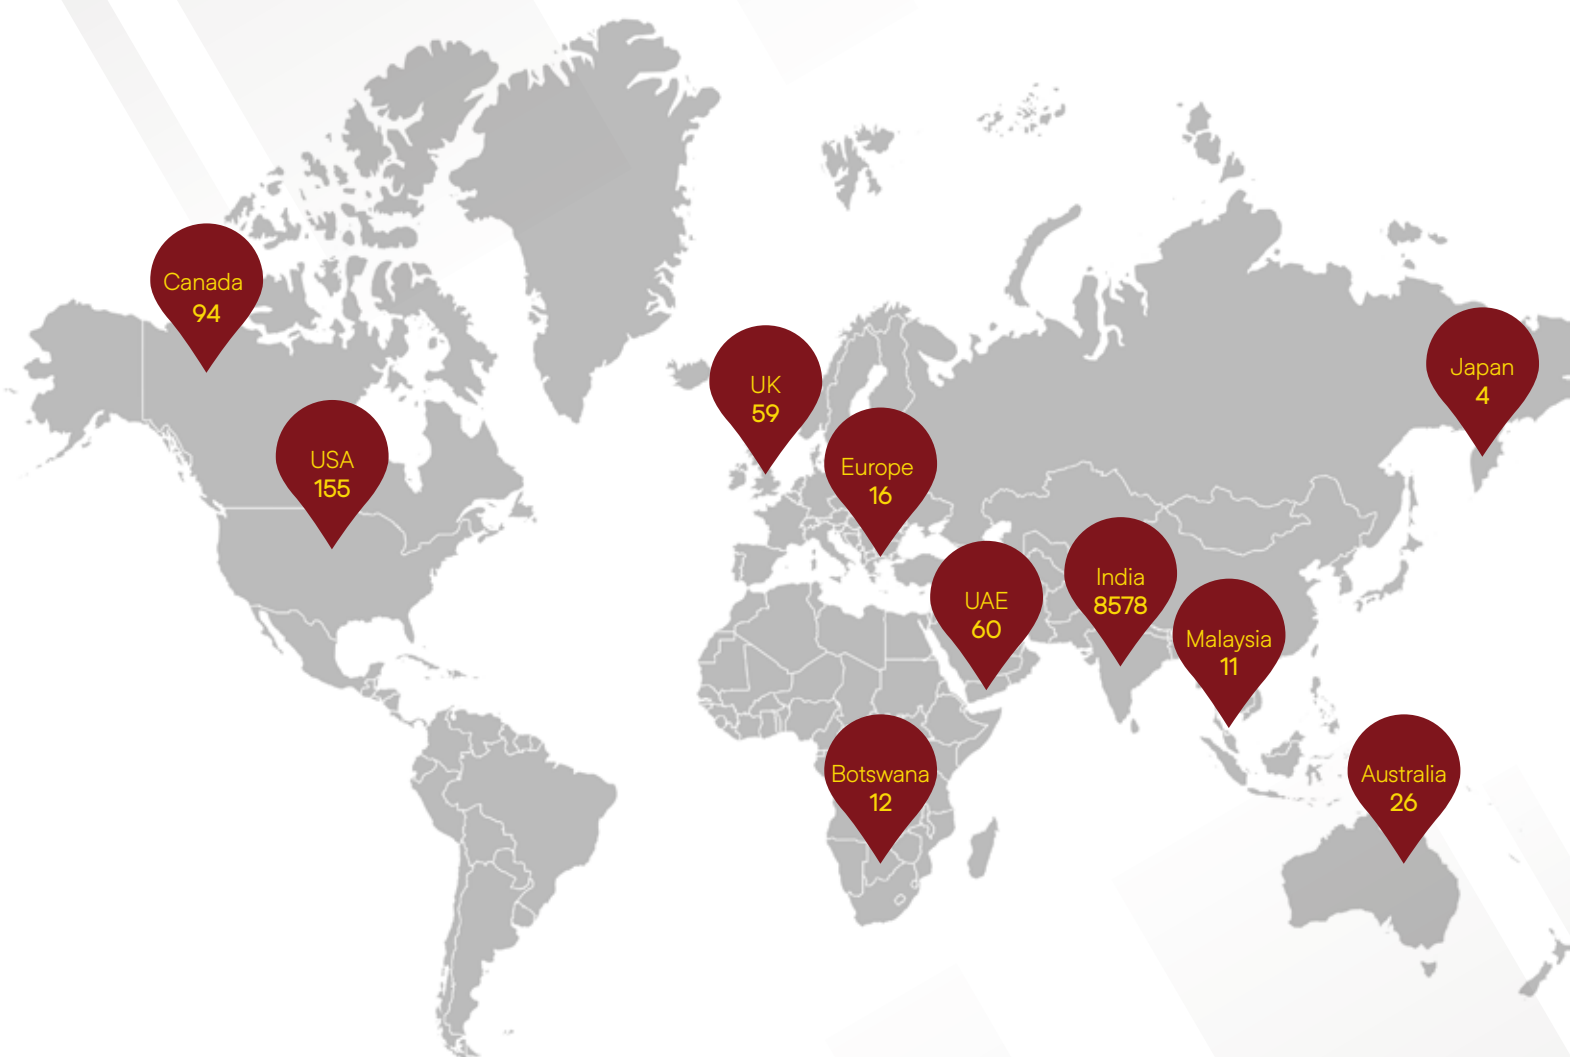 Canada
94
USA
155
UK
59
Europe
16
Japan
4
UAE
60
India
8578
Malaysia
11
Botswana
12
Australia
26